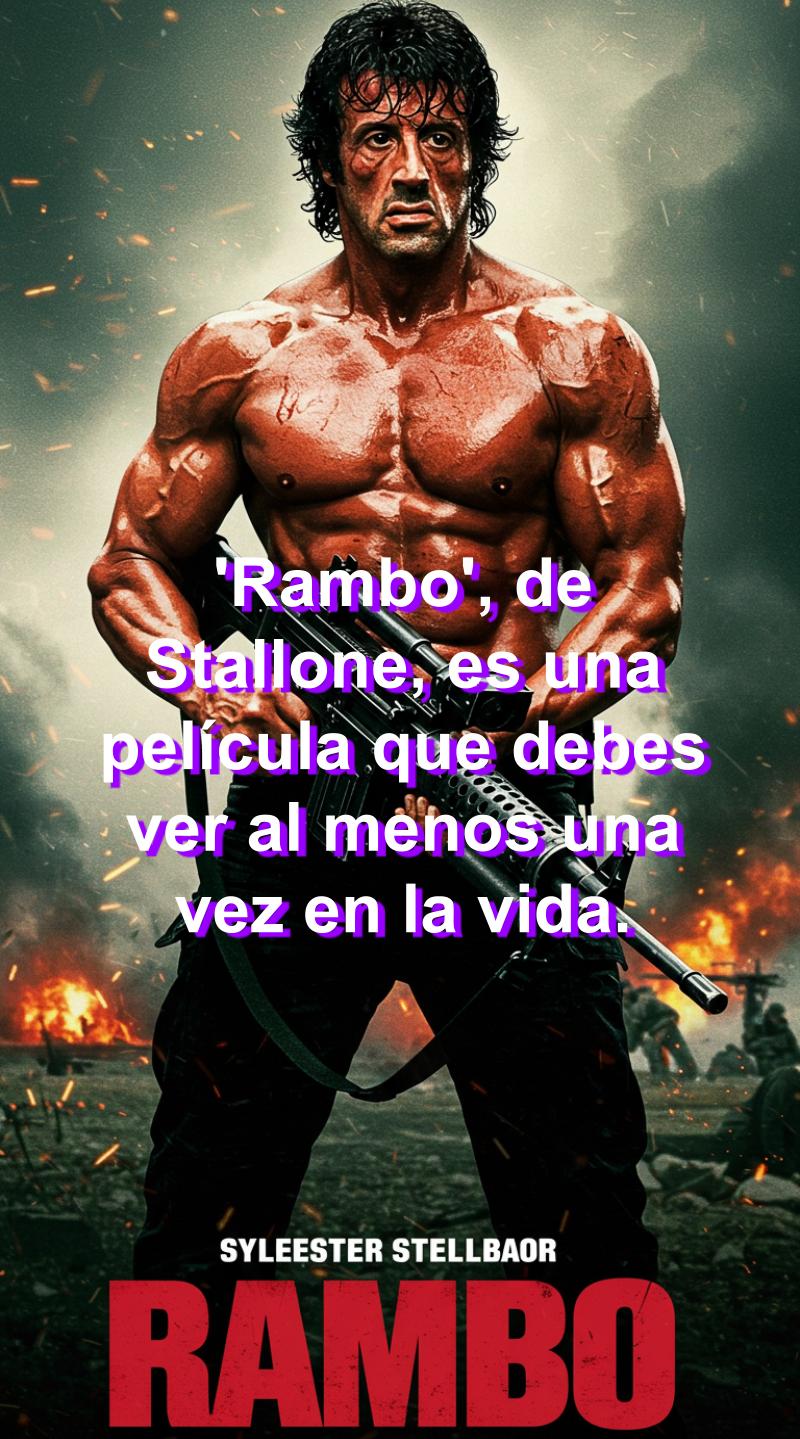 'Rambo', de
Stallone, es una
película que debes
ver al menos una
vez en la vida.
SYLEESTER STELLBAOR
RAMBO